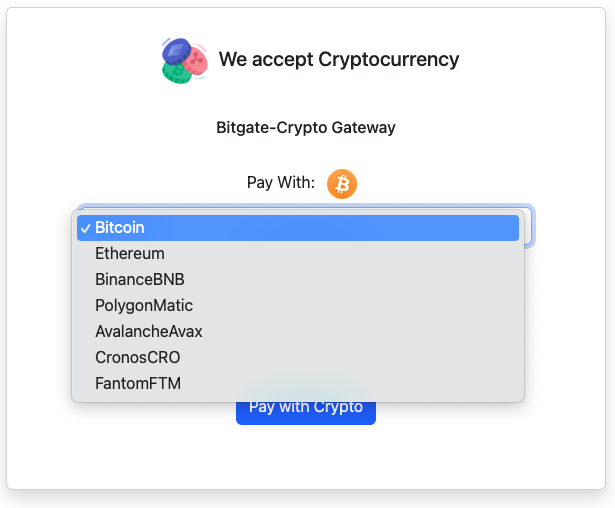 We accept Cryptocurrency
Bitgate-Crypto Gateway
Pay With:
✓ Bitcoin
Ethereum
BinanceBNB
PolygonMatic
AvalancheAvax
CronosCRO
FantomFTM
Pay with Crypto